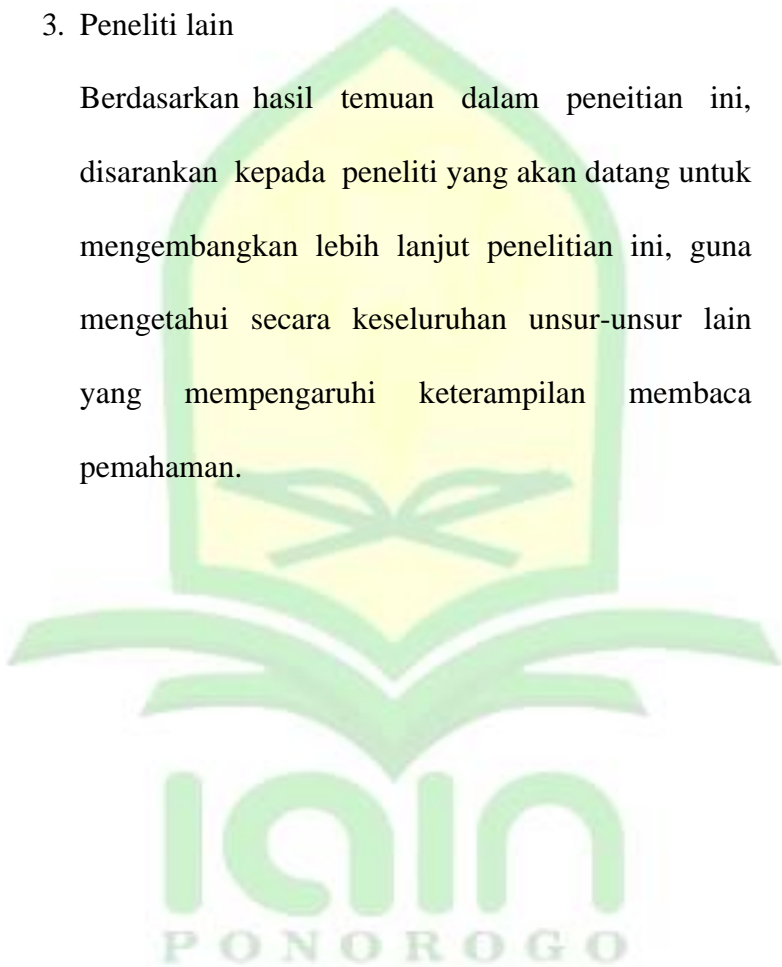 3. Peneliti lain
Berdasarkan hasil temuan dalam peneitian ini,
disarankan kepada peneliti yang akan datang untuk
mengembangkan lebih lanjut penelitian ini, guna
mengetahui secara keseluruhan unsur-unsur lain
yang mempengaruhi keterampilan membaca
pemahaman.
iain
PONOROGO